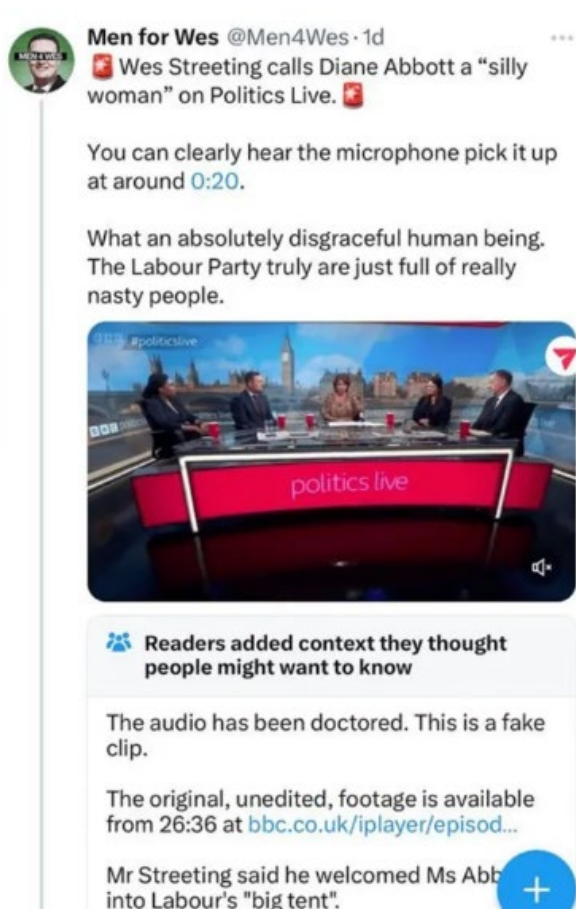 Men for Wes @Men4Wes · 1d
MEN 4 WES
🚨 Wes Streeting calls Diane Abbott a “silly
woman” on Politics Live. 🚨
You can clearly hear the microphone pick it up
at around 0:20.
What an absolutely disgraceful human being.
The Labour Party truly are just full of really
nasty people.
#politicslive
BBC
politics live
Readers added context they thought
people might want to know
The audio has been doctored. This is a fake
clip.
The original, unedited, footage is available
from 26:36 at bbc.co.uk/iplayer/episod...
Mr Streeting said he welcomed Ms Abb
into Labour's "big tent".